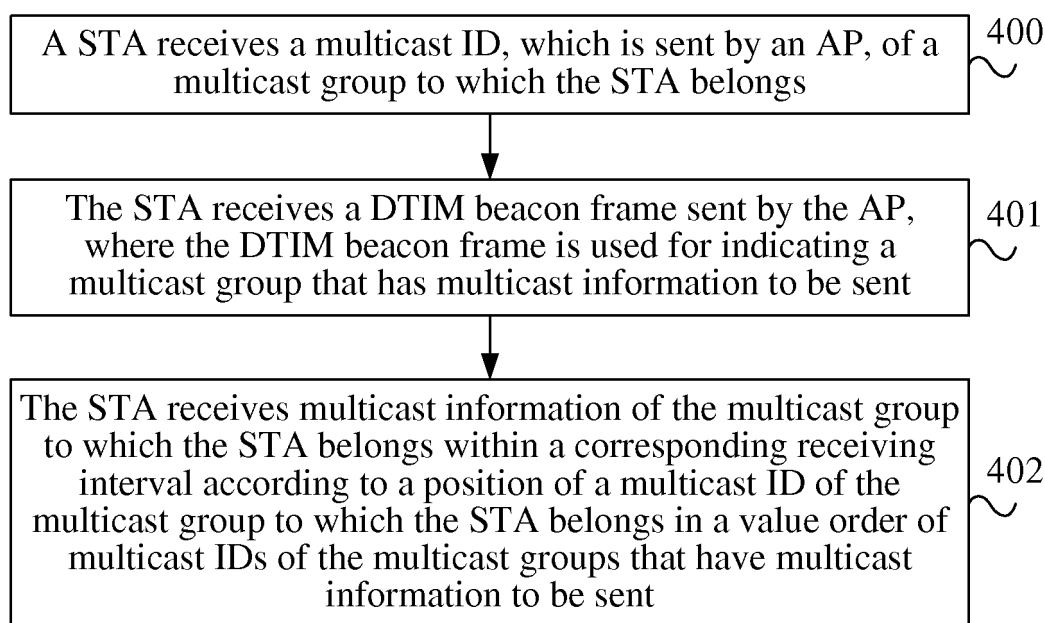 A STA receives a multicast ID, which is sent by an AP, of a
multicast group to which the STA belongs
400
The STA receives a DTIM beacon frame sent by the AP,
where the DTIM beacon frame is used for indicating a
multicast group that has multicast information to be sent
401
The STA receives multicast information of the multicast group
to which the STA belongs within a corresponding receiving
interval according to a position of a multicast ID of the
multicast group to which the STA belongs in a value order of
multicast IDs of the multicast groups that have multicast
information to be sent
402